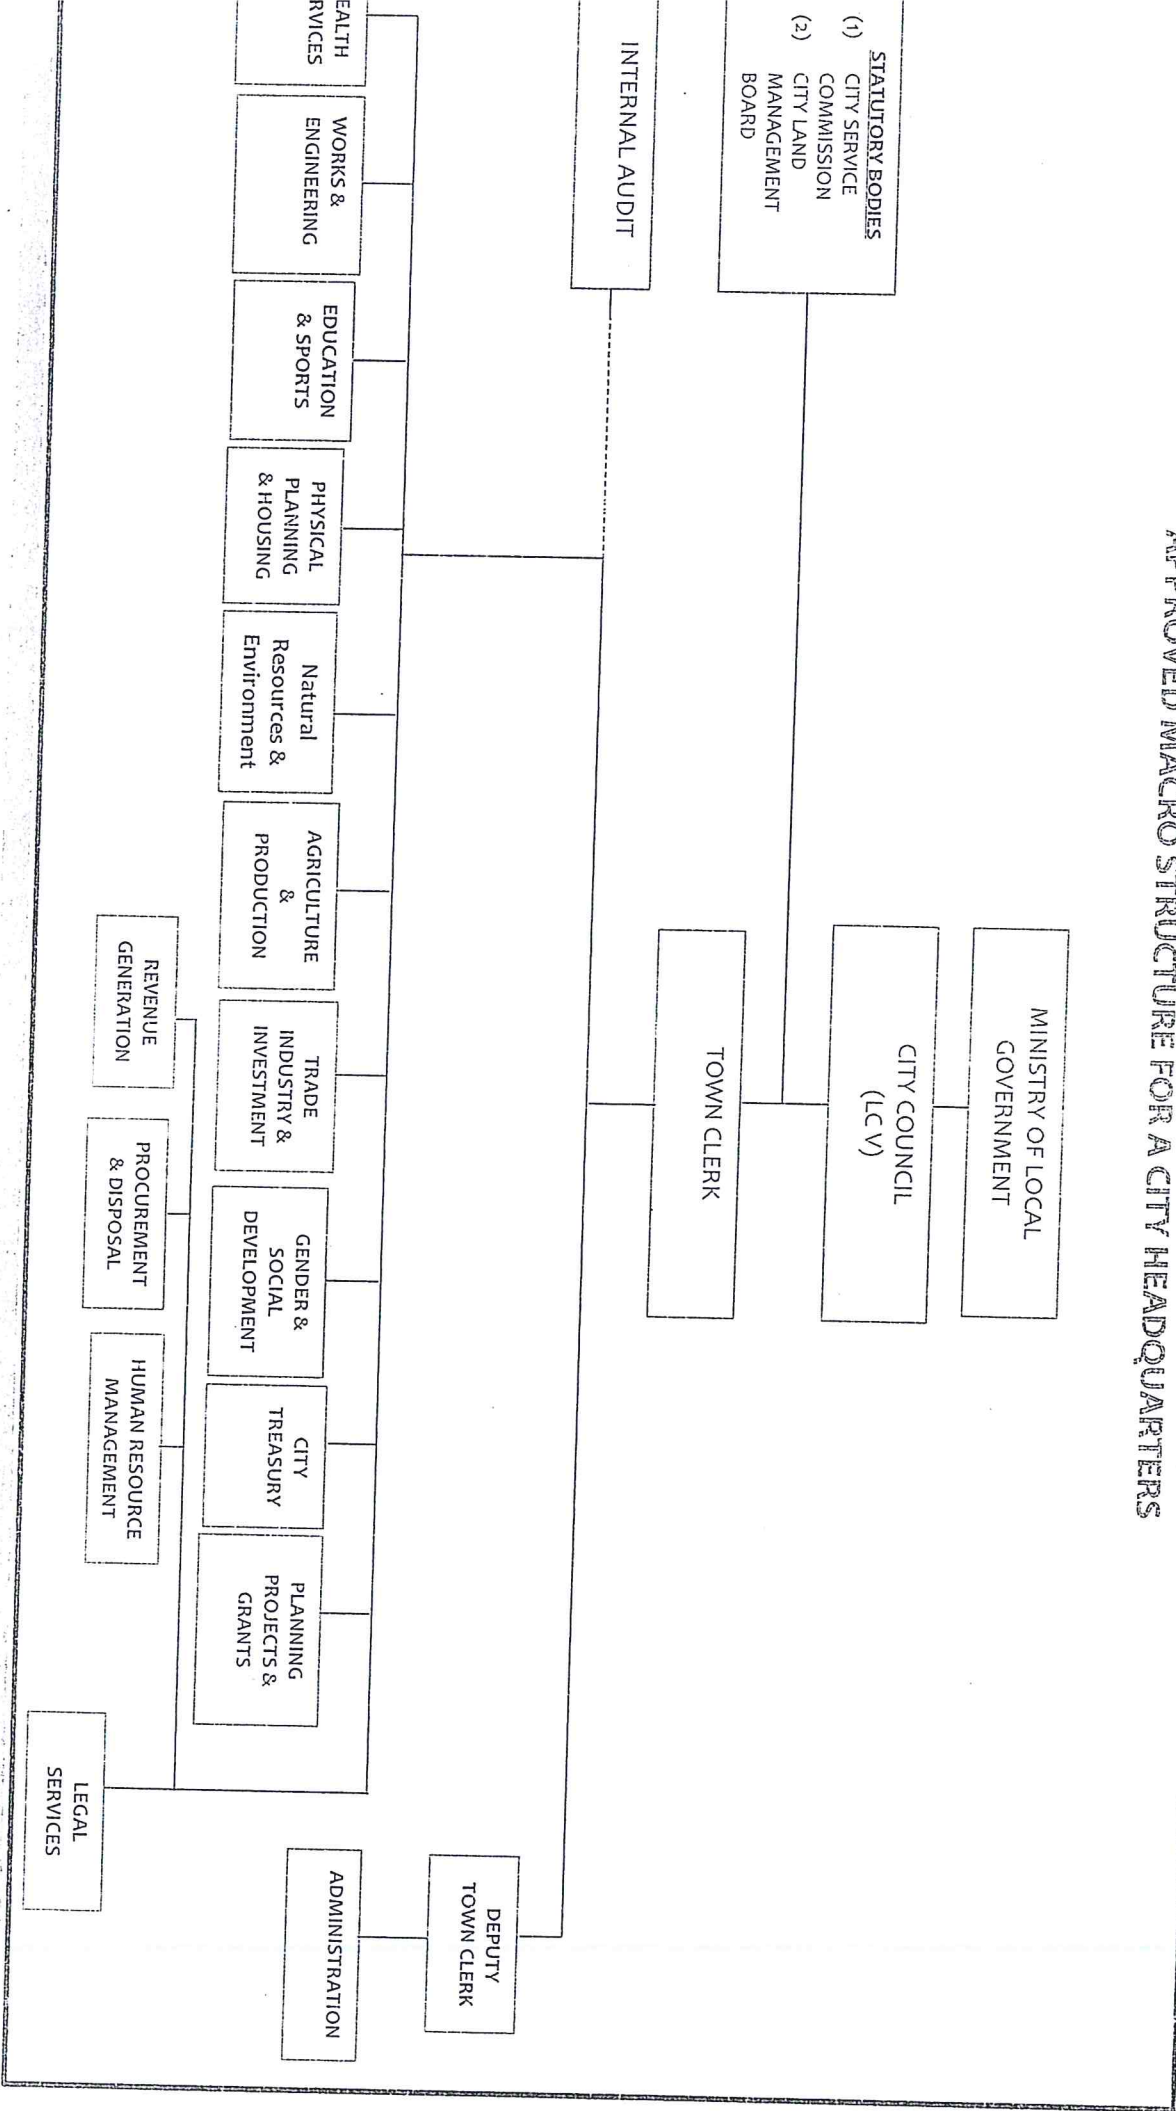 APPROVED MACRO STRUCTURE FOR A CITY HEADQUARTERS
MINISTRY OF LOCAL
GOVERNMENT
CITY COUNCIL
(LC V)
STATUTORY BODIES
(1) CITY SERVICE
COMMISSION
(2) CITY LAND
MANAGEMENT
BOARD
TOWN CLERK
INTERNAL AUDIT
DEPUTY
TOWN CLERK
ADMINISTRATION
EALTH
RVICES
WORKS &
ENGINEERING
EDUCATION
& SPORTS
PHYSICAL
PLANNING
& HOUSING
Natural
Resources &
Environment
AGRICULTURE
&
PRODUCTION
TRADE
INDUSTRY &
INVESTMENT
GENDER &
SOCIAL
DEVELOPMENT
CITY
TREASURY
PLANNING
PROJECTS &
GRANTS
REVENUE
GENERATION
PROCUREMENT
& DISPOSAL
HUMAN RESOURCE
MANAGEMENT
LEGAL
SERVICES